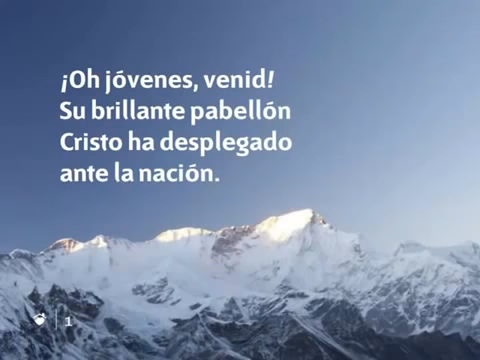 ¡Oh jóvenes, venid!
Su brillante pabellón
Cristo ha desplegado
ante la nación.
1